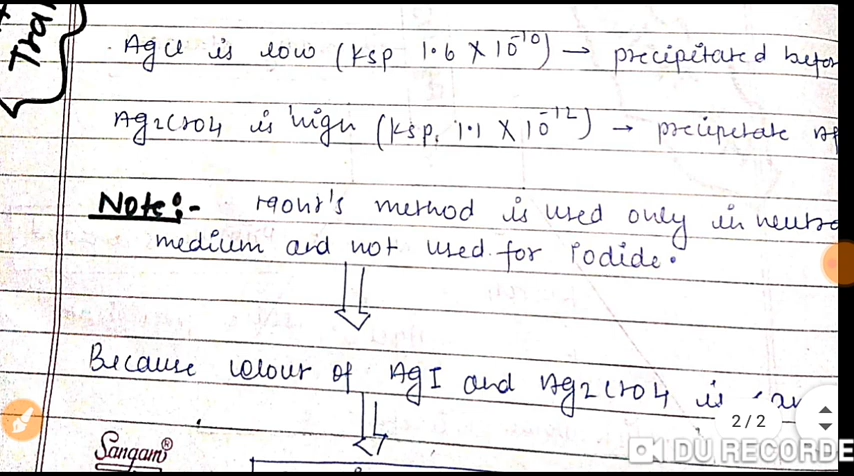 Tra
AgCl is low (Ksp 1.6 × 10⁻¹⁰) → precipitated befor
Ag2CrO4 is high (Ksp, 1.1 × 10⁻¹²) → precipitate Af
Note:- Mohr's method is used only in neutra
medium and not used for iodide.
Because colour of AgI and Ag2CrO4 is
2/2
Sangam®
DU RECORDE